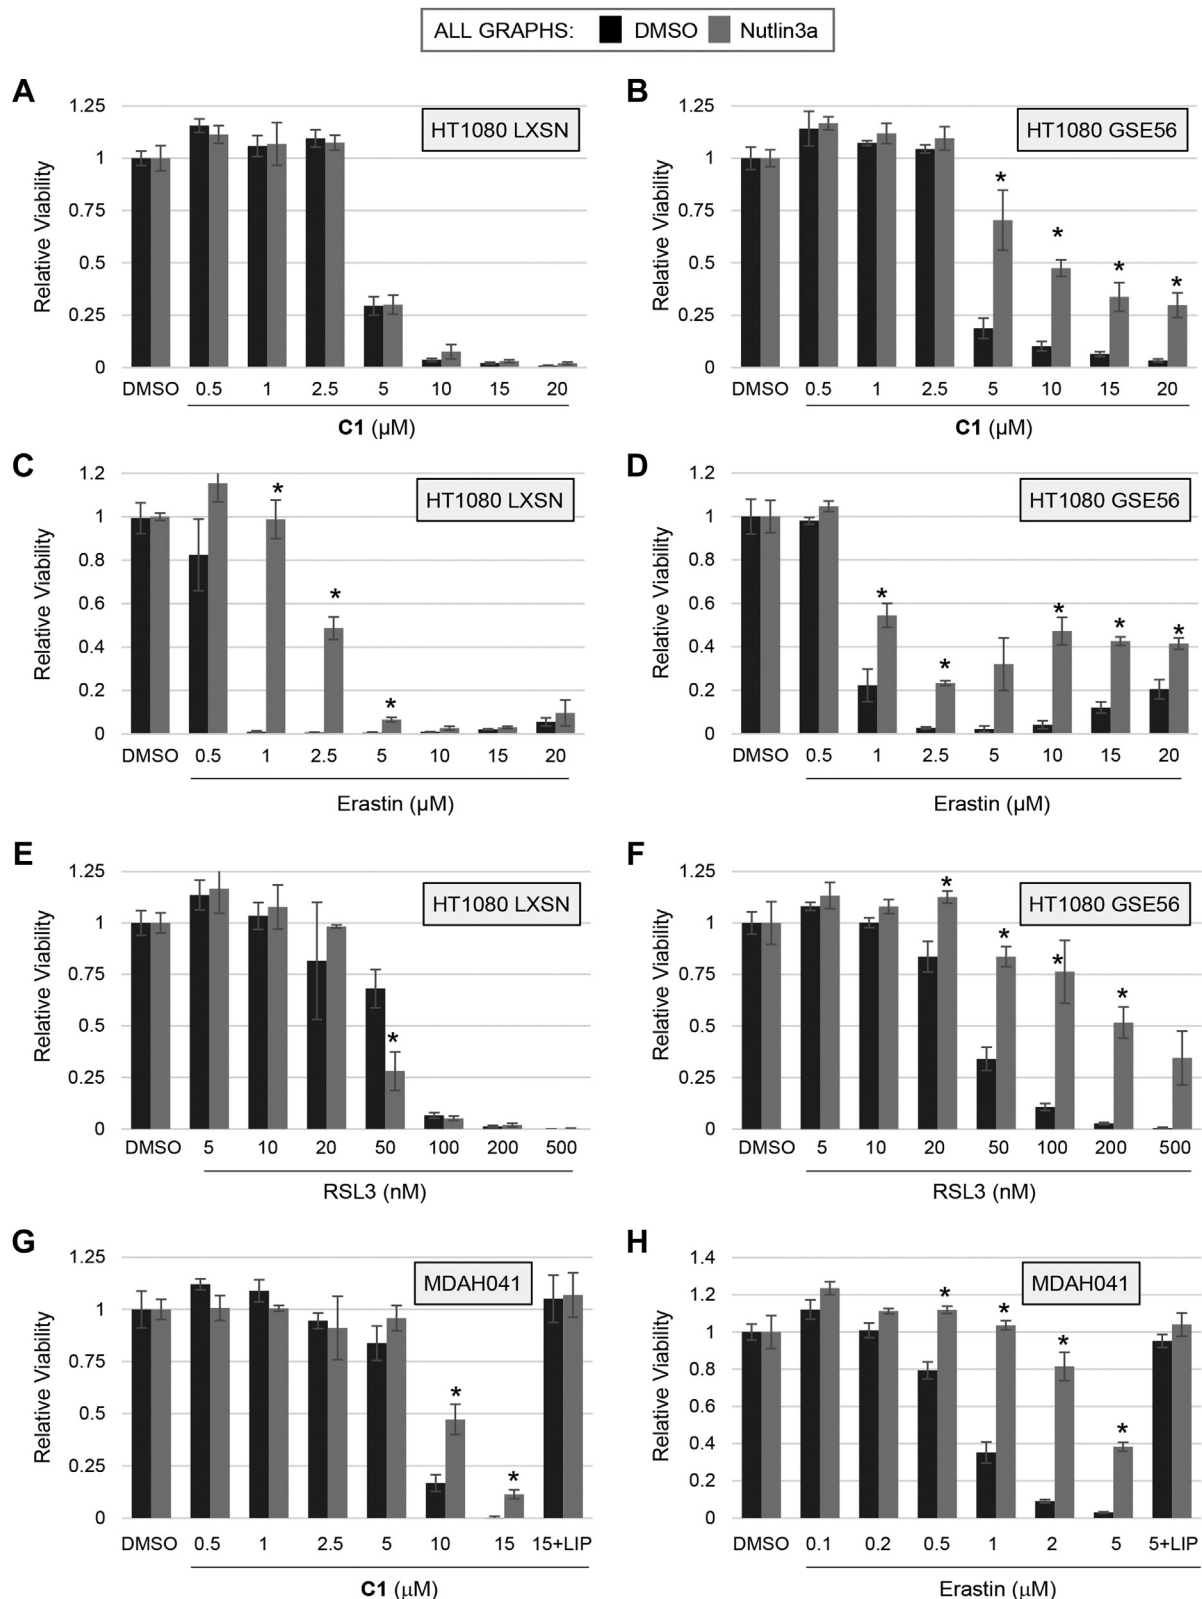 ALL GRAPHS: DMSO Nutlin3a
A
1.25
1
0.75
0.5
0.25
0
Relative Viability
HT1080 LXSN
DMSO 0.5 1 2.5 5 10 15 20
C1 (µM)
B
1.25
1
0.75
0.5
0.25
0
Relative Viability
HT1080 GSE56
* * * *
DMSO 0.5 1 2.5 5 10 15 20
C1 (µM)
C
1.2
1
0.8
0.6
0.4
0.2
0
Relative Viability
HT1080 LXSN
* * *
DMSO 0.5 1 2.5 5 10 15 20
Erastin (µM)
D
1.2
1
0.8
0.6
0.4
0.2
0
Relative Viability
HT1080 GSE56
* * * * *
DMSO 0.5 1 2.5 5 10 15 20
Erastin (µM)
E
1.25
1
0.75
0.5
0.25
0
Relative Viability
HT1080 LXSN
*
DMSO 5 10 20 50 100 200 500
RSL3 (nM)
F
1.25
1
0.75
0.5
0.25
0
Relative Viability
HT1080 GSE56
* * * *
DMSO 5 10 20 50 100 200 500
RSL3 (nM)
G
1.25
1
0.75
0.5
0.25
0
Relative Viability
MDAH041
* *
DMSO 0.5 1 2.5 5 10 15 15+LIP
C1 (µM)
H
1.4
1.2
1
0.8
0.6
0.4
0.2
0
Relative Viability
MDAH041
* * * *
DMSO 0.1 0.2 0.5 1 2 5 5+LIP
Erastin (µM)